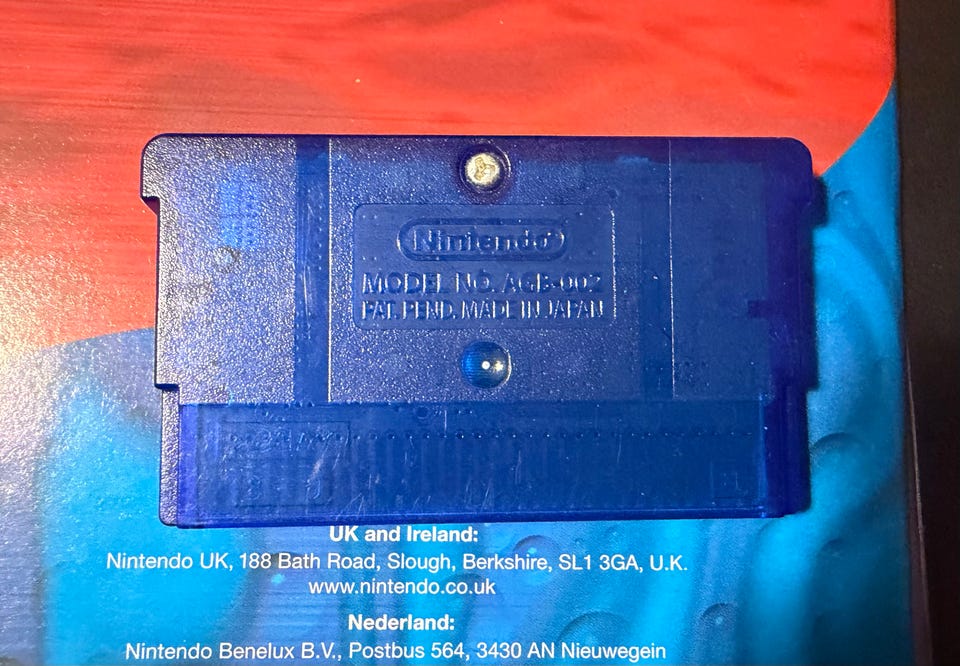 Nintendo
MODEL NO. AGB-002
PAT. PEND. MADE IN JAPAN
UK and Ireland:
Nintendo UK, 188 Bath Road, Slough, Berkshire, SL1 3GA, U.K.
www.nintendo.co.uk
Nederland:
Nintendo Benelux B.V., Postbus 564, 3430 AN Nieuwegein